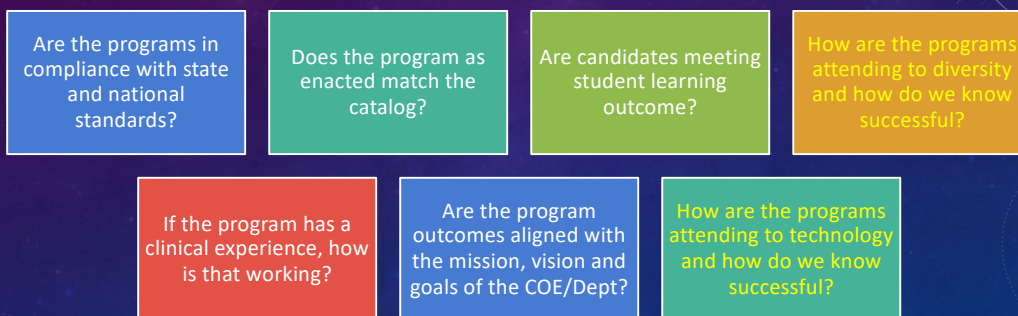 Are the programs in
compliance with state
and national
standards?
Does the program as
enacted match the
catalog?
Are candidates meeting
student learning
outcome?
How are the programs
attending to diversity
and how do we know
successful?
If the program has a
clinical experience, how
is that working?
Are the program
outcomes aligned with
the mission, vision and
goals of the COE/Dept?
How are the programs
attending to technology
and how do we know
successful?